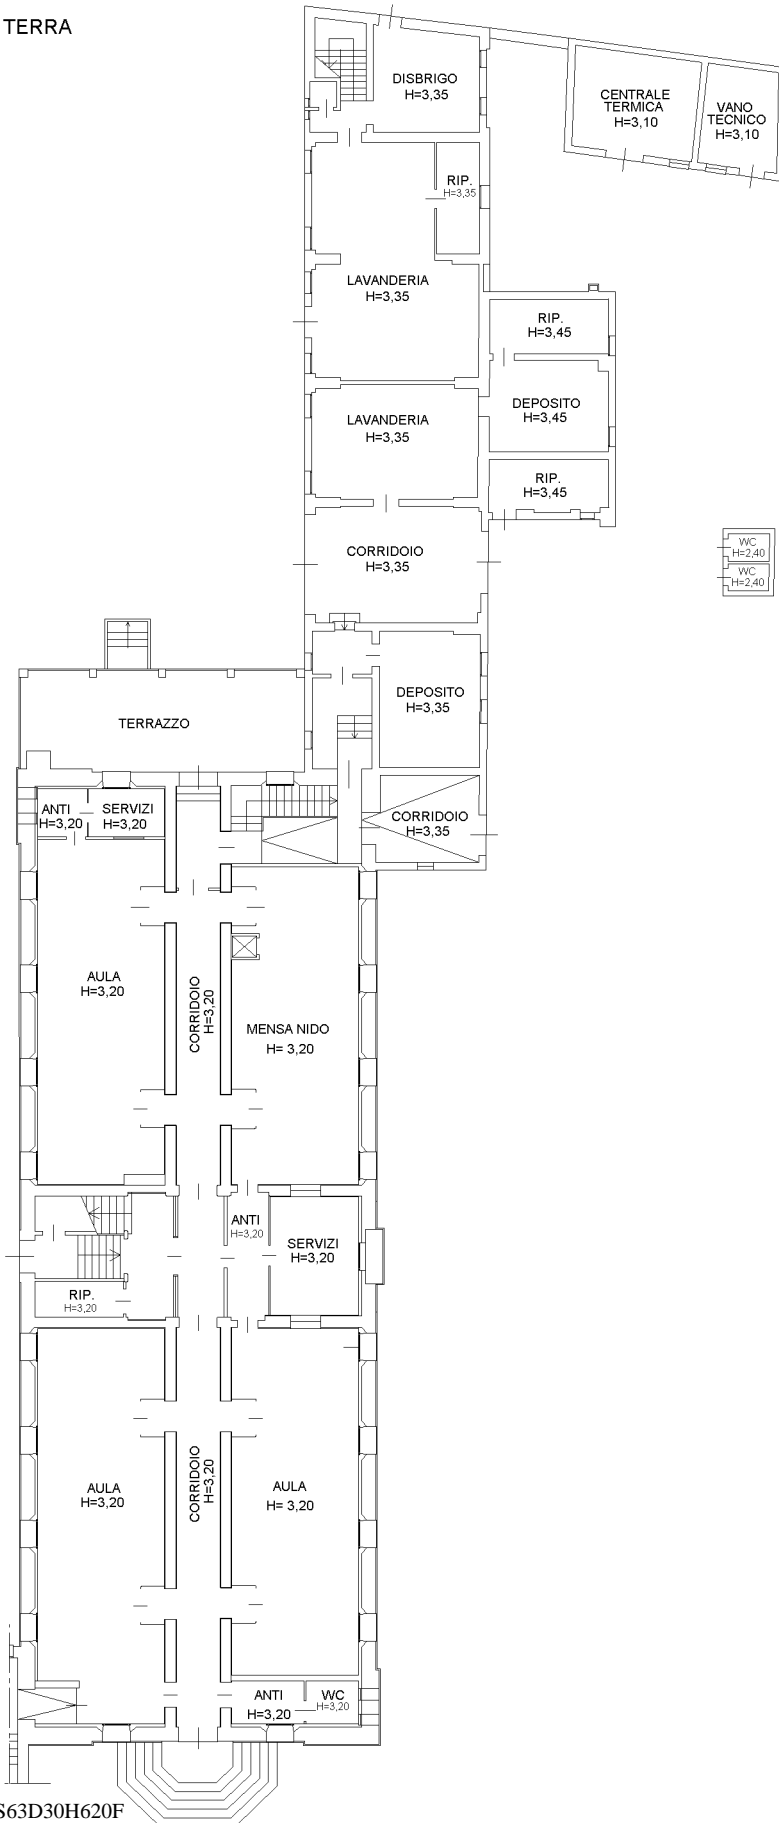 TERRA
DISBRIGO
H=3,35
CENTRALE
TERMICA
H=3,10
VANO
TECNICO
H=3,10
RIP.
H=3,35
LAVANDERIA
H=3,35
RIP.
H=3,45
DEPOSITO
H=3,45
LAVANDERIA
H=3,35
RIP.
H=3,45
CORRIDOIO
H=3,35
WC
H=2,40
WC
H=2,40
DEPOSITO
H=3,35
TERRAZZO
ANTI
H=3,20
SERVIZI
H=3,20
CORRIDOIO
H=3,35
AULA
H=3,20
CORRIDOIO
H=3,20
MENSA NIDO
H= 3,20
ANTI
H=3,20
SERVIZI
H=3,20
RIP.
H=3,20
AULA
H=3,20
CORRIDOIO
H=3,20
AULA
H= 3,20
ANTI
H=3,20
WC
H=3,20
S63D30H620F